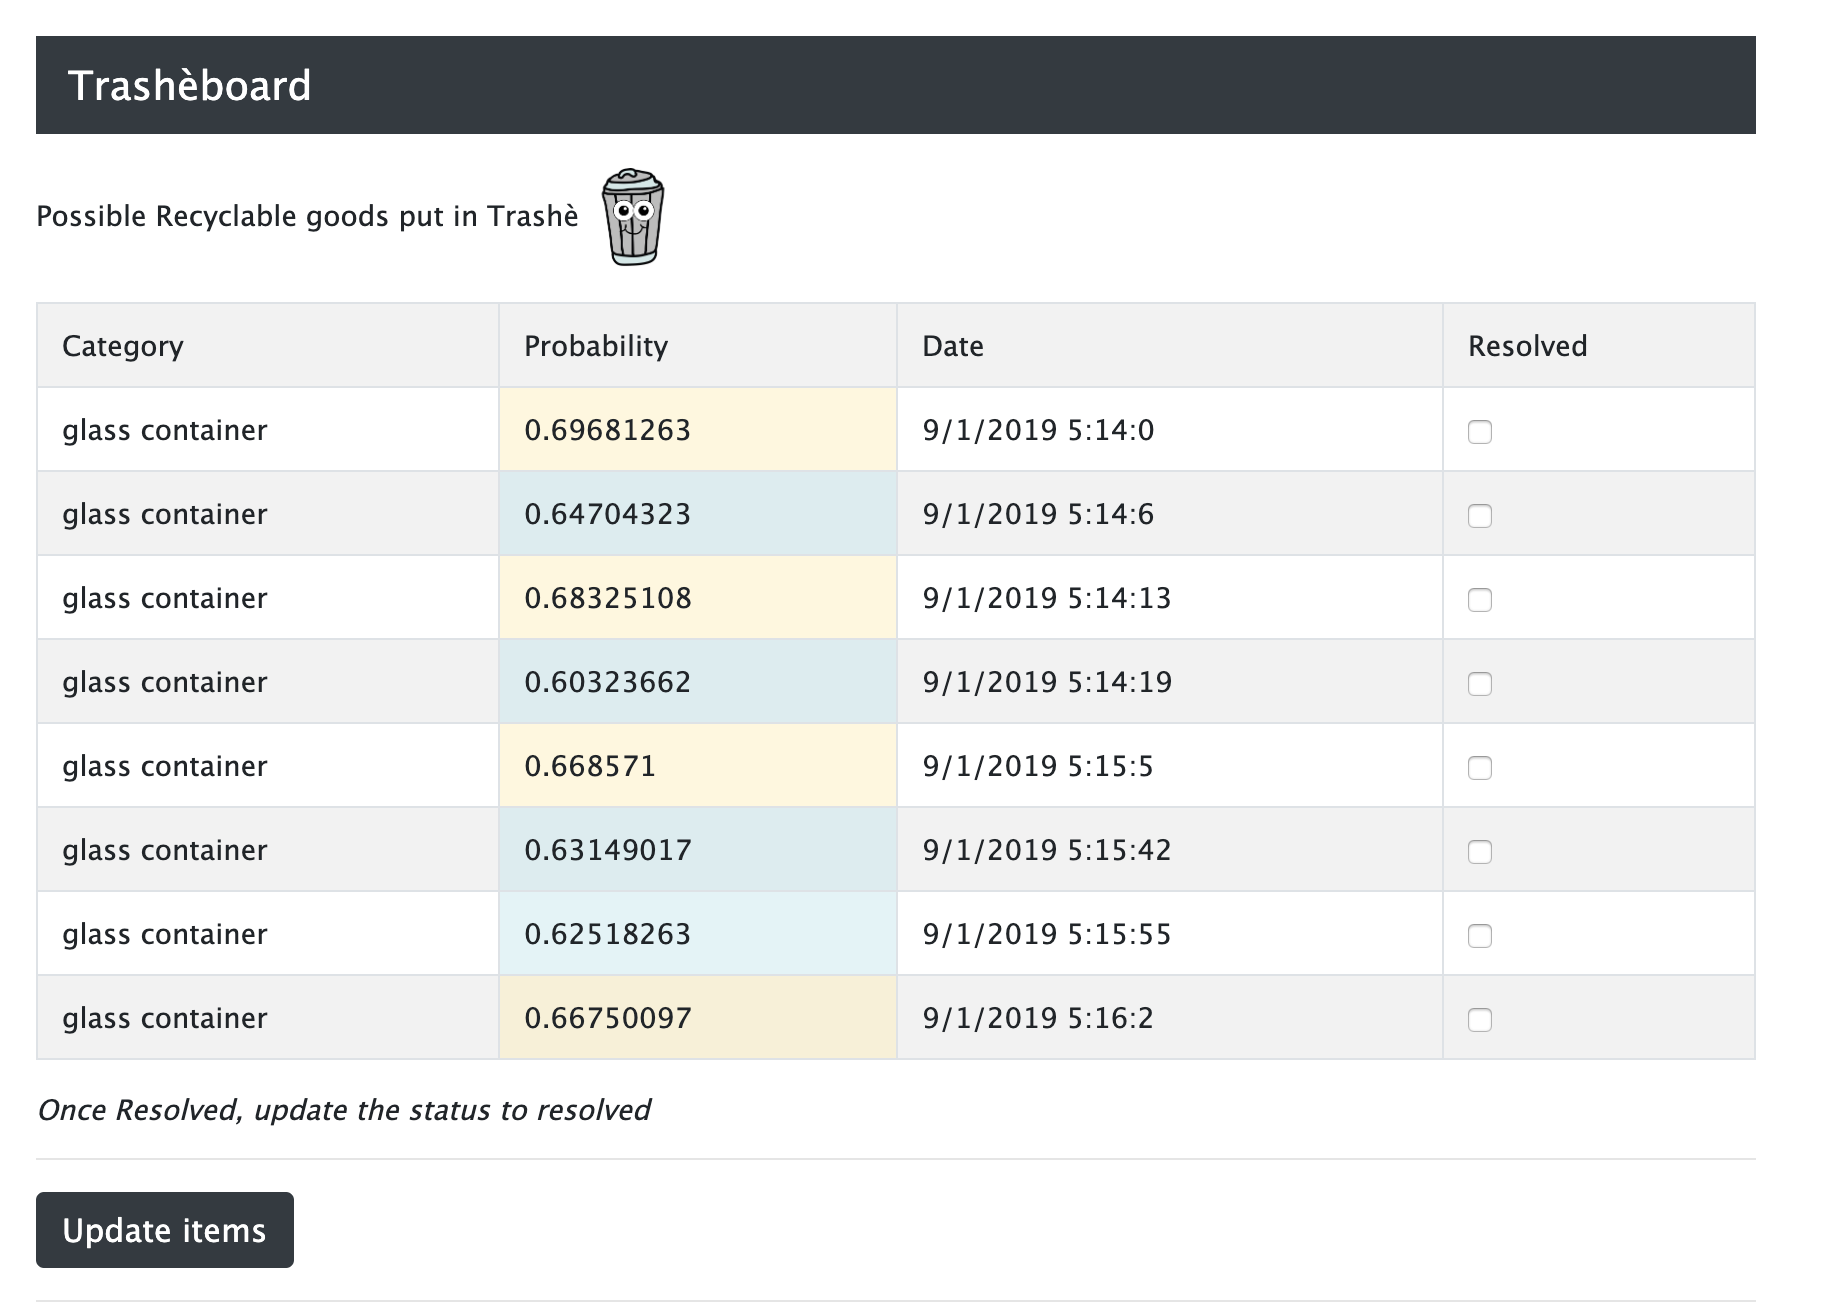 Trashèboard
Possible Recyclable goods put in Trashè
Category Probability Date Resolved
glass container 0.69681263 9/1/2019 5:14:0
glass container 0.64704323 9/1/2019 5:14:6
glass container 0.68325108 9/1/2019 5:14:13
glass container 0.60323662 9/1/2019 5:14:19
glass container 0.668571 9/1/2019 5:15:5
glass container 0.63149017 9/1/2019 5:15:42
glass container 0.62518263 9/1/2019 5:15:55
glass container 0.66750097 9/1/2019 5:16:2
Once Resolved, update the status to resolved
Update items